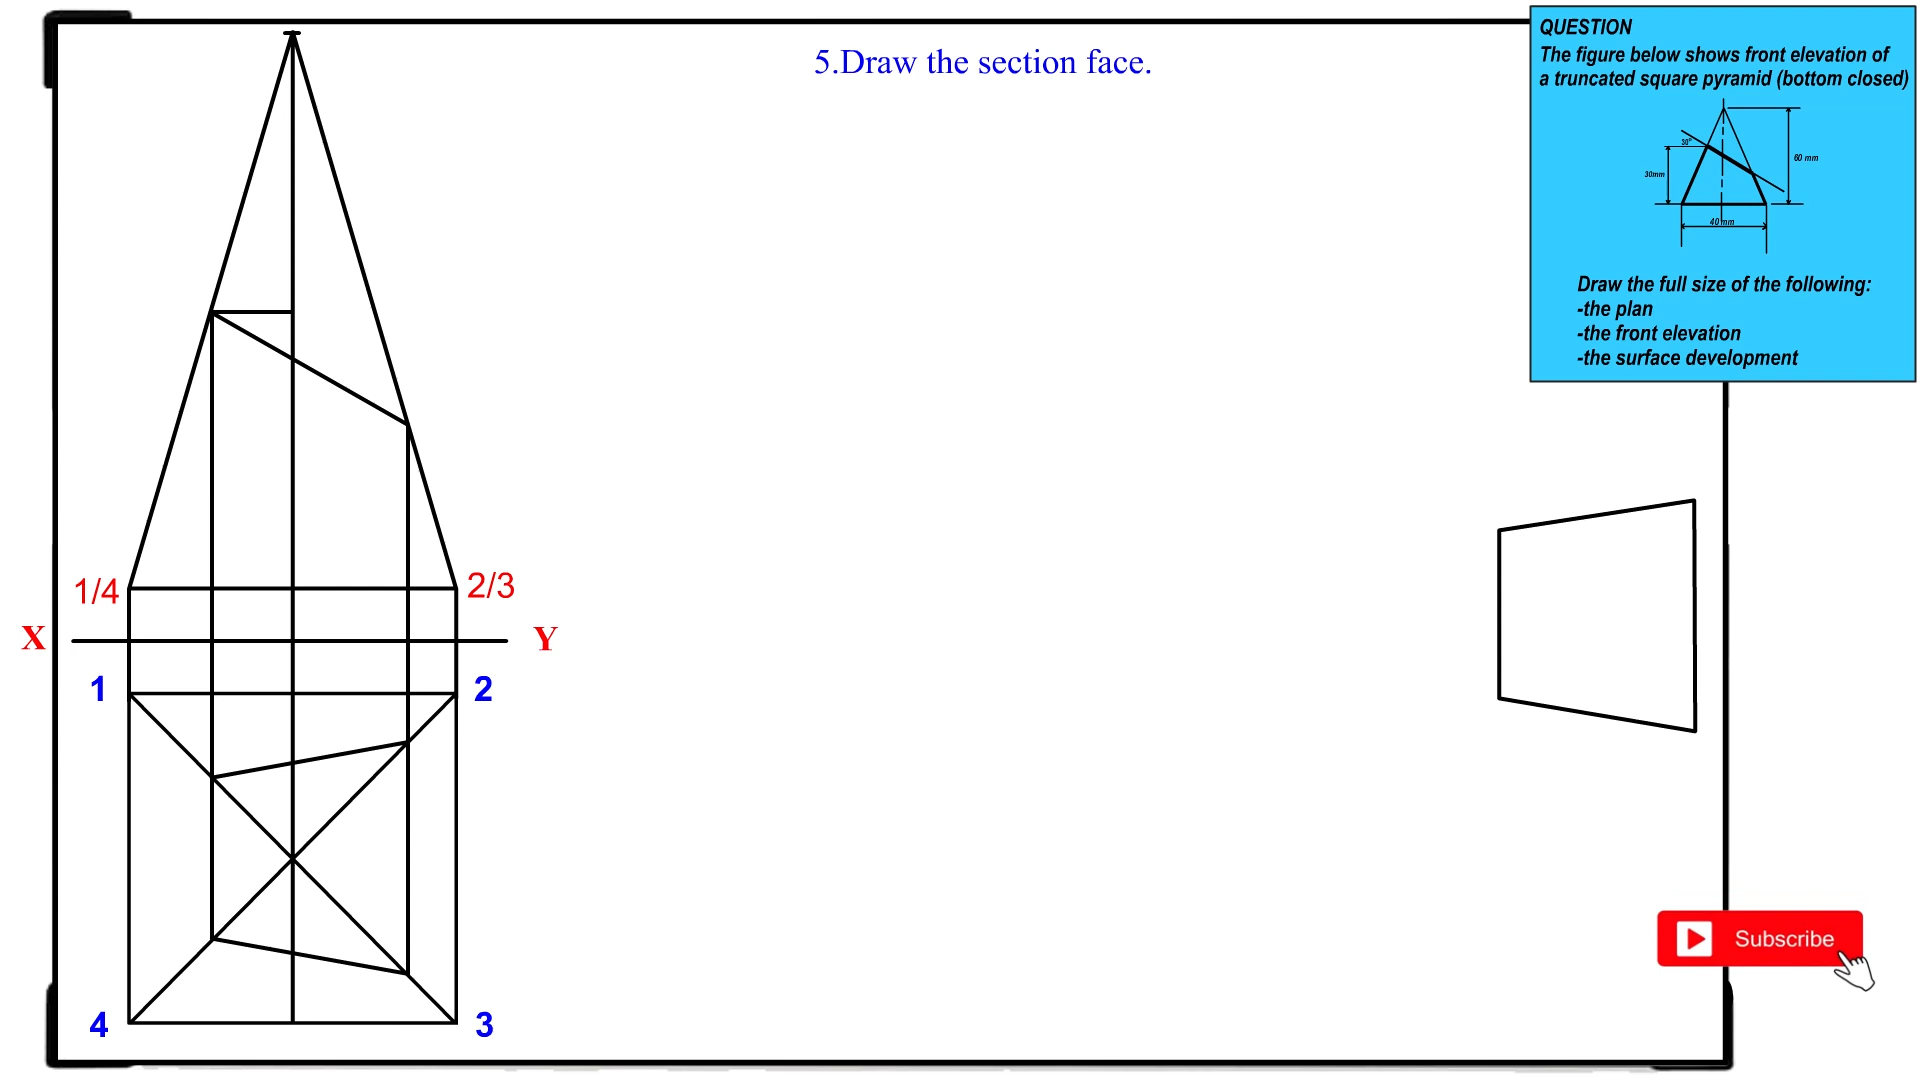 5.Draw the section face.
QUESTION
The figure below shows front elevation of
a truncated square pyramid (bottom closed)
30°
30mm
60 mm
40 mm
Draw the full size of the following:
-the plan
-the front elevation
-the surface development
1/4
2/3
X
Y
1
2
4
3
Subscribe